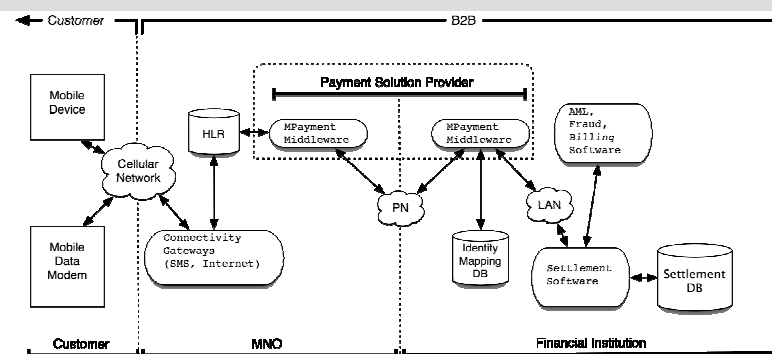 Customer
B2B
Payment Solution Provider
Mobile
Device
HLR
MPayment
Middleware
MPayment
Middleware
AML,
Fraud,
Billing
Software
Cellular
Network
PN
LAN
Mobile
Data
Modem
Connectivity
Gateways
(SMS, Internet)
Identity
Mapping
DB
Settlement
Software
Settlement
DB
Customer
MNO
Financial Institution